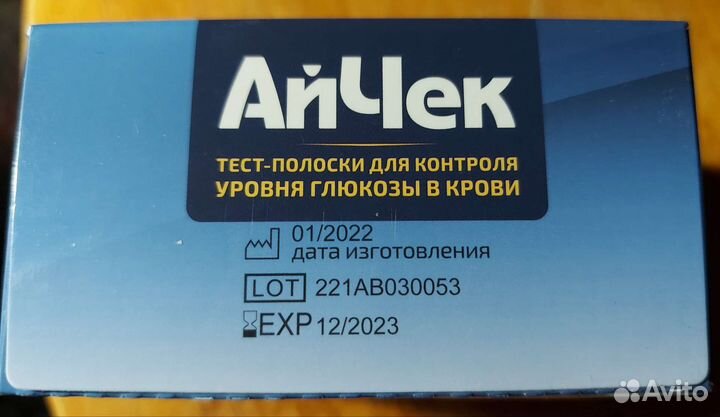 АйЧек
ТЕСТ-ПОЛОСКИ ДЛЯ КОНТРОЛЯ
УРОВНЯ ГЛЮКОЗЫ В КРОВИ
01/2022
дата изготовления
LOT 221AB030053
EXP 12/2023
Avito